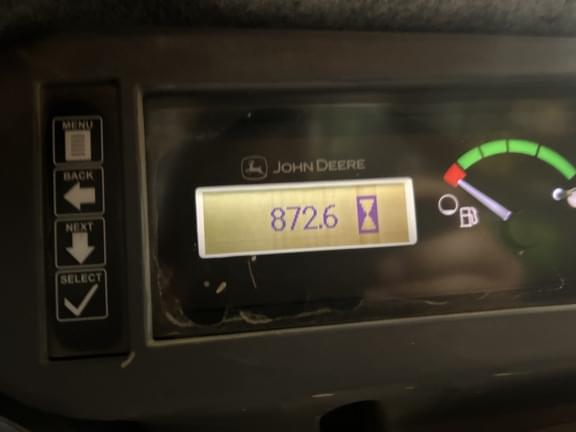 MENU
BACK
NEXT
SELECT
JOHN DEERE
872.6